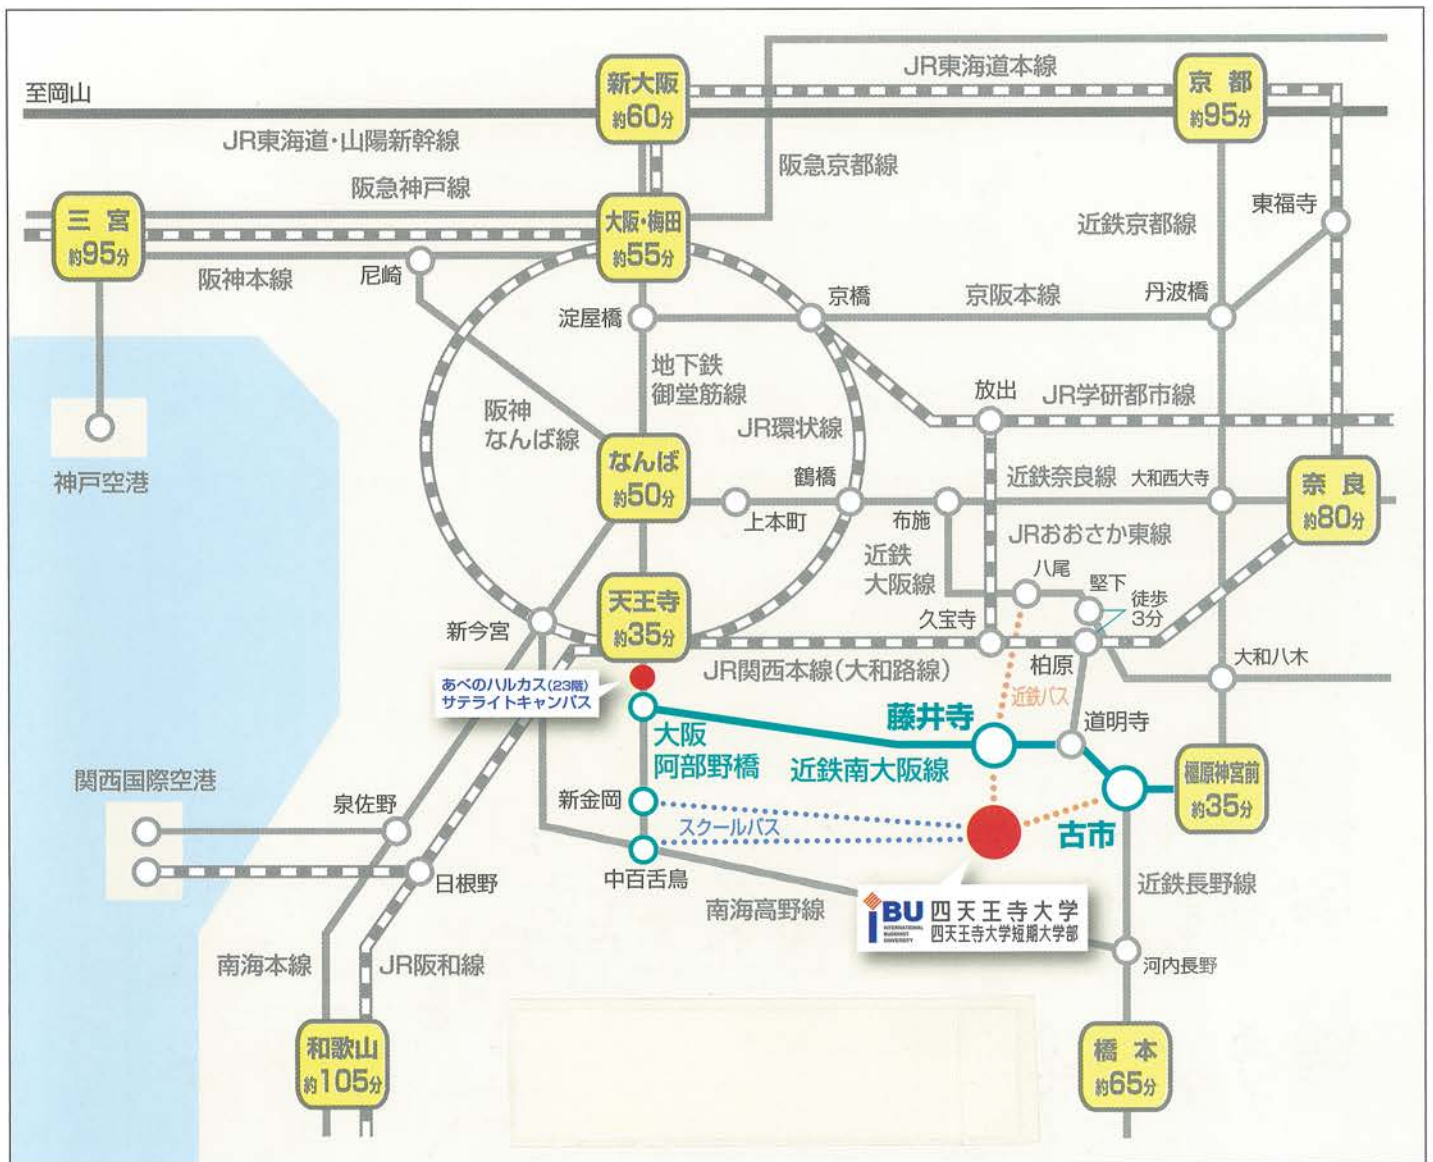 至岡山
JR東海道・山陽新幹線
新大阪
約60分
JR東海道本線
京都
約95分
阪急神戸線
阪急京都線
三宮
約95分
大阪・梅田
約55分
近鉄京都線
東福寺
阪神本線
尼崎
淀屋橋
京橋
京阪本線
丹波橋
地下鉄
御堂筋線
阪神
なんば線
JR環状線
放出
JR学研都市線
神戸空港
なんば
約50分
鶴橋
上本町
布施
近鉄奈良線
大和西大寺
奈良
約80分
JRおおさか東線
近鉄
大阪線
八尾
堅下
徒歩
3分
天王寺
約35分
新今宮
久宝寺
柏原
JR関西本線(大和路線)
大和八木
あべのハルカス(23階)
サテライトキャンパス
近鉄バス
藤井寺
道明寺
大阪
阿部野橋
近鉄南大阪線
橿原神宮前
約35分
関西国際空港
泉佐野
新金岡
スクールバス
古市
日根野
中百舌鳥
南海高野線
近鉄長野線
iBU
INTERNATIONAL
BUDDHIST
UNIVERSITY
四天王寺大学
四天王寺大学短期大学部
南海本線
JR阪和線
河内長野
和歌山
約105分
橋本
約65分